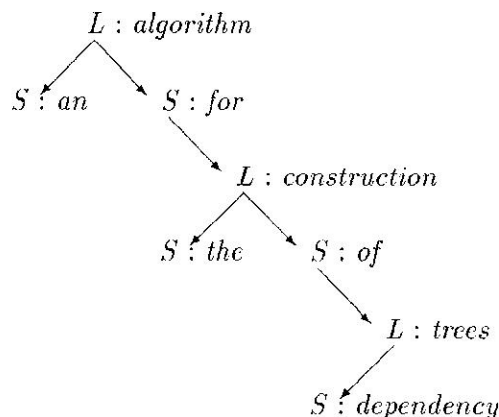 L : algorithm
S : an S : for
L : construction
S : the S : of
L : trees
S : dependency